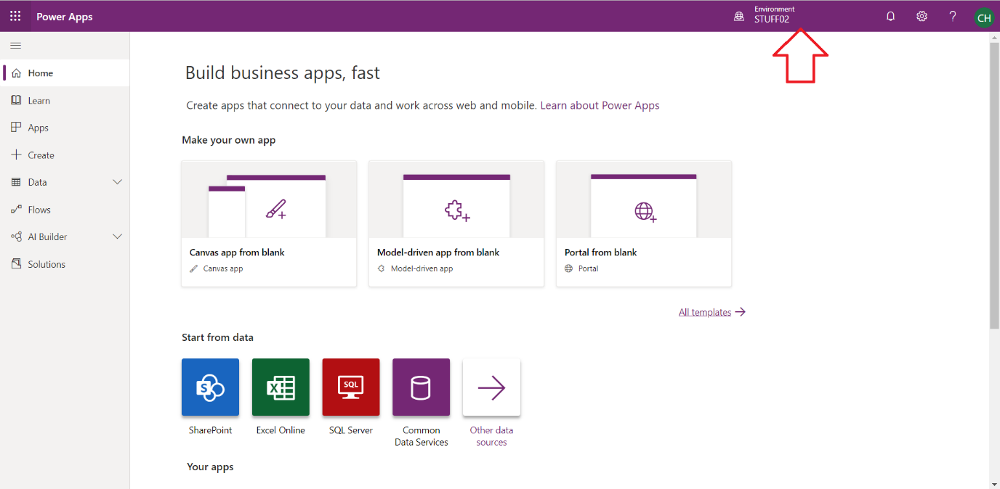 Power Apps
Environment
STUFF02
CH
Home
Learn
Apps
Create
Data
Flows
AI Builder
Solutions
Build business apps, fast
Create apps that connect to your data and work across web and mobile. Learn about Power Apps
Make your own app
Canvas app from blank
Canvas app
Model-driven app from blank
Model-driven app
Portal from blank
Portal
All templates
Start from data
S
X
SQL
SharePoint
Excel Online
SQL Server
Common
Data Services
Other data
sources
Your apps